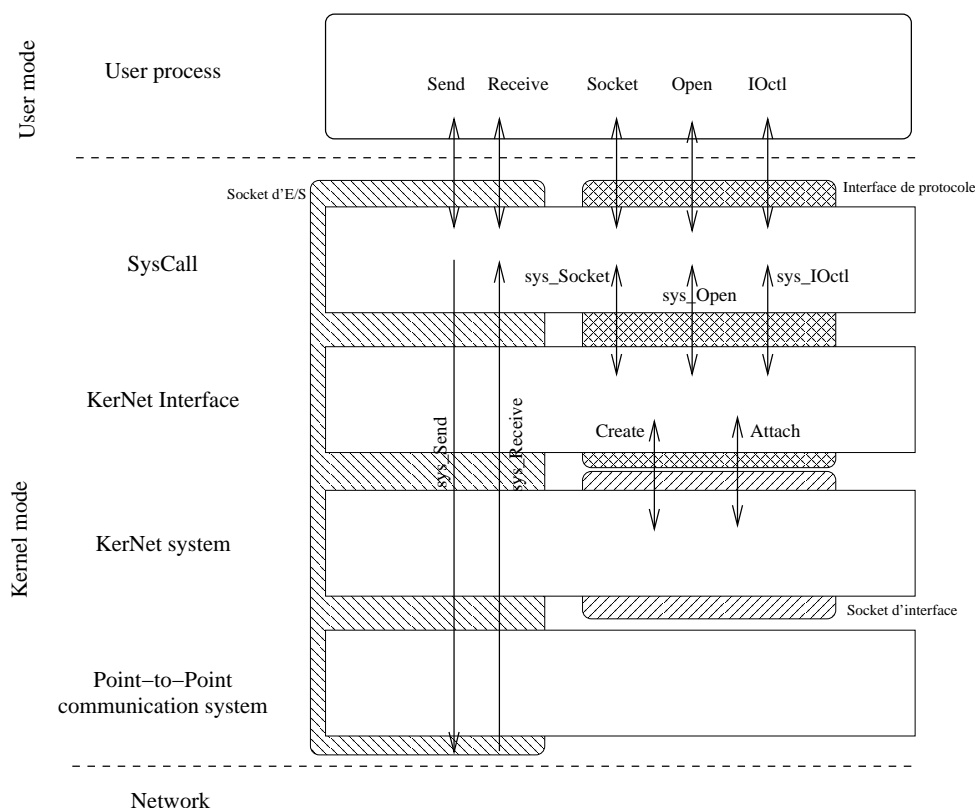 User mode
User process
Send
Receive
Socket
Open
IOctl
Socket d'E/S
Interface de protocole
SysCall
sys_Socket
sys_Open
sys_IOctl
KerNet Interface
sys_Send
sys_Receive
Create
Attach
Kernel mode
KerNet system
Socket d'interface
Point−to−Point
communication system
Network